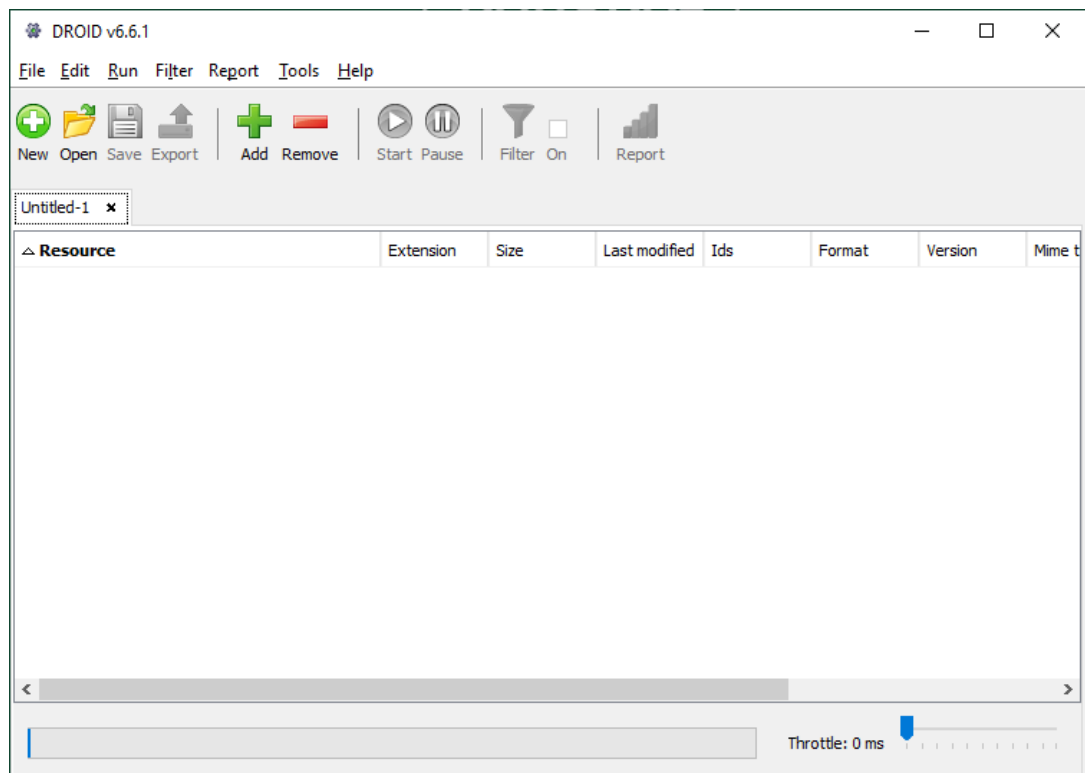 DROID v6.6.1
File Edit Run Filter Report Tools Help
New Open Save Export Add Remove Start Pause Filter On Report
Untitled-1
Resource Extension Size Last modified Ids Format Version Mime t
Throttle: 0 ms